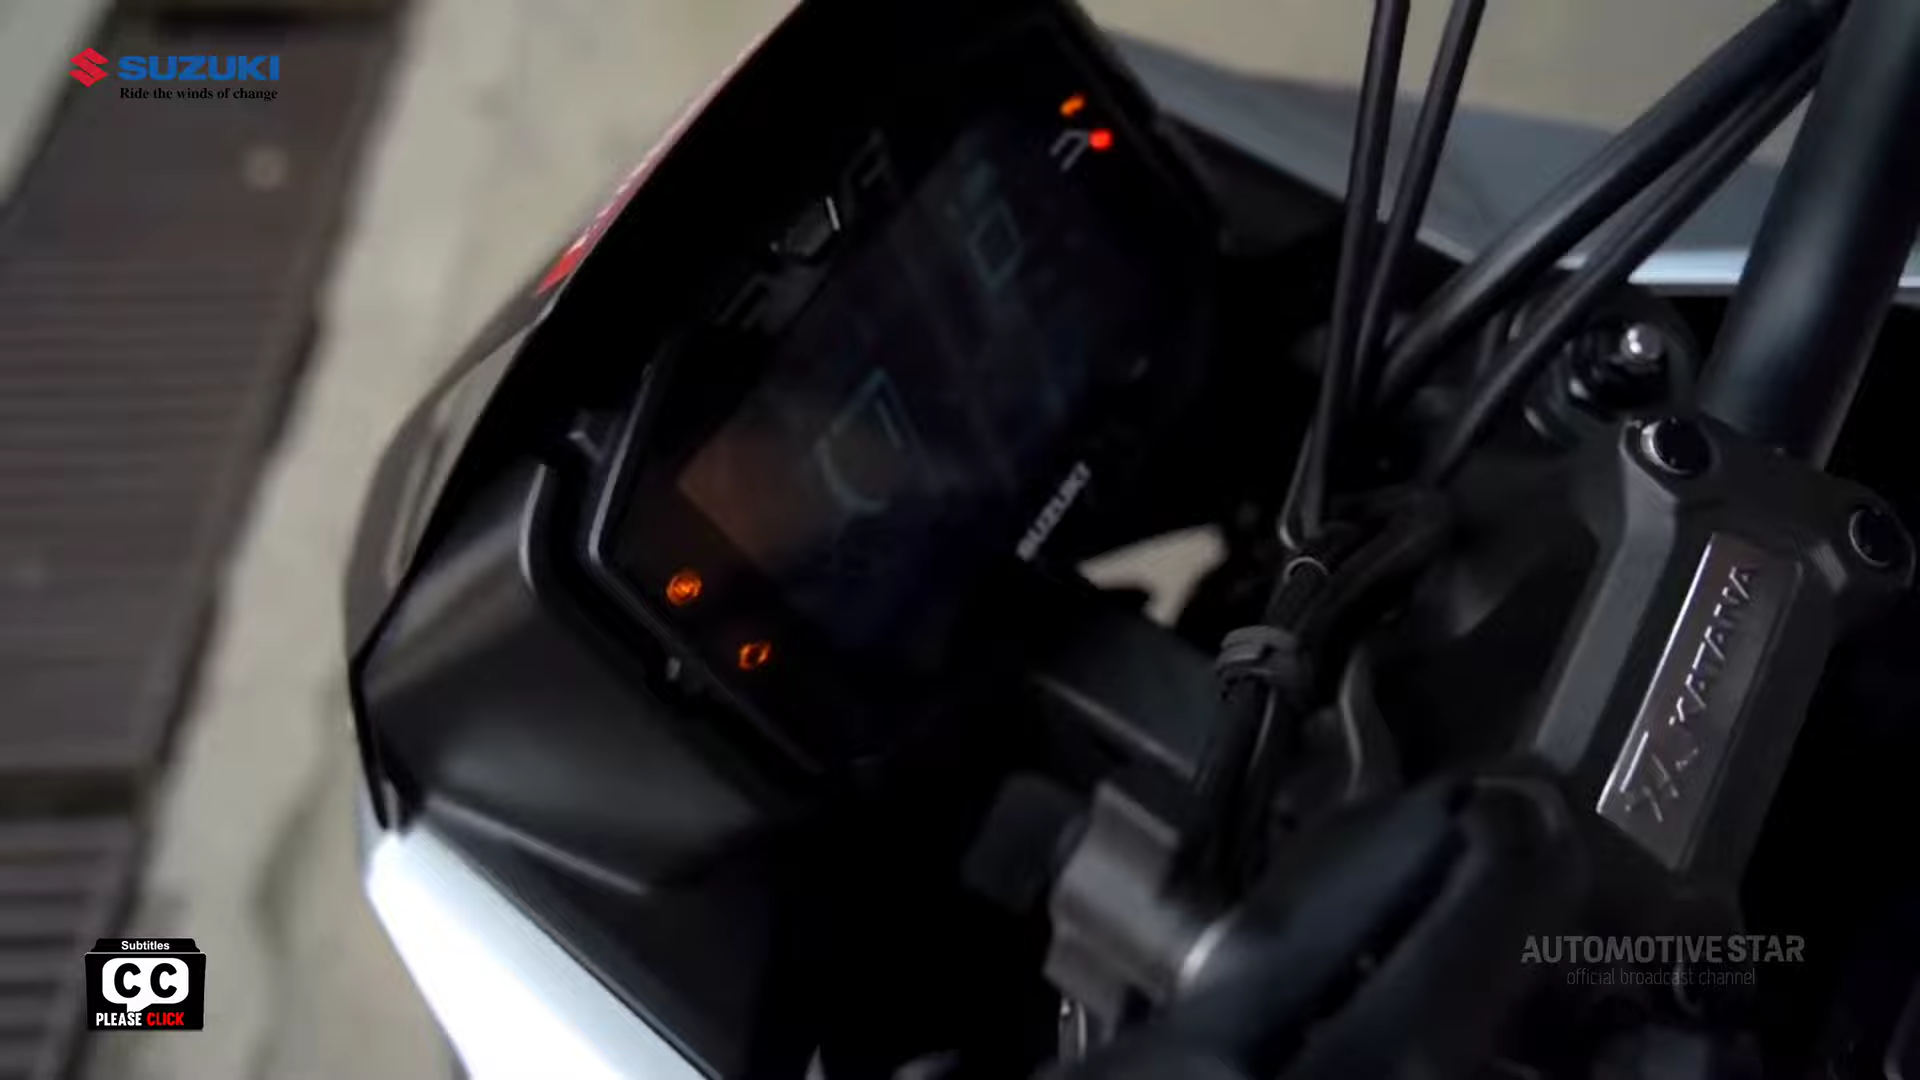 SUZUKI
Ride the winds of change
SUZUKI
KATANA
AUTOMOTIVE STAR
official broadcast channel
Subtitles
CC
PLEASE CLICK